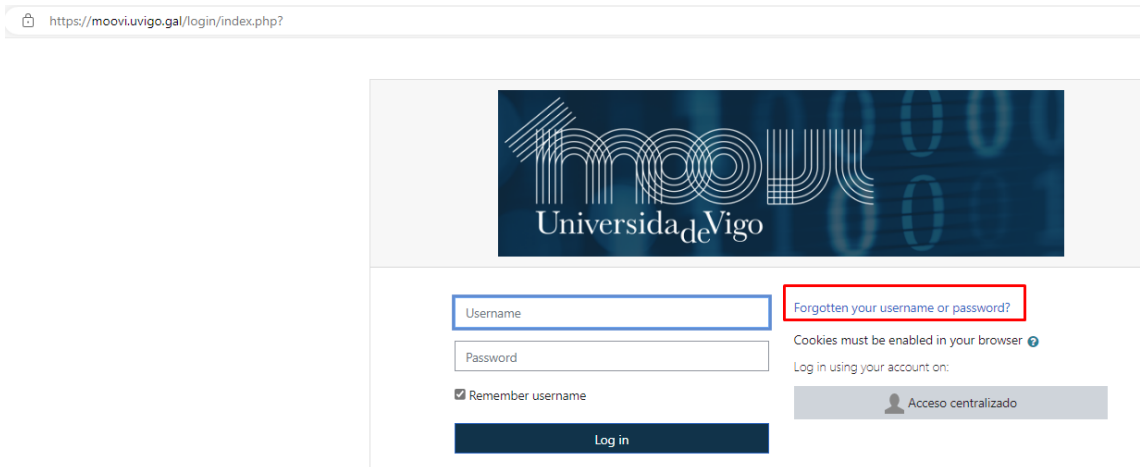 https://moovi.uvigo.gal/login/index.php?
moovi
UniversidadeVigo
Username
Password
Remember username
Log in
Forgotten your username or password?
Cookies must be enabled in your browser
Log in using your account on:
Acceso centralizado